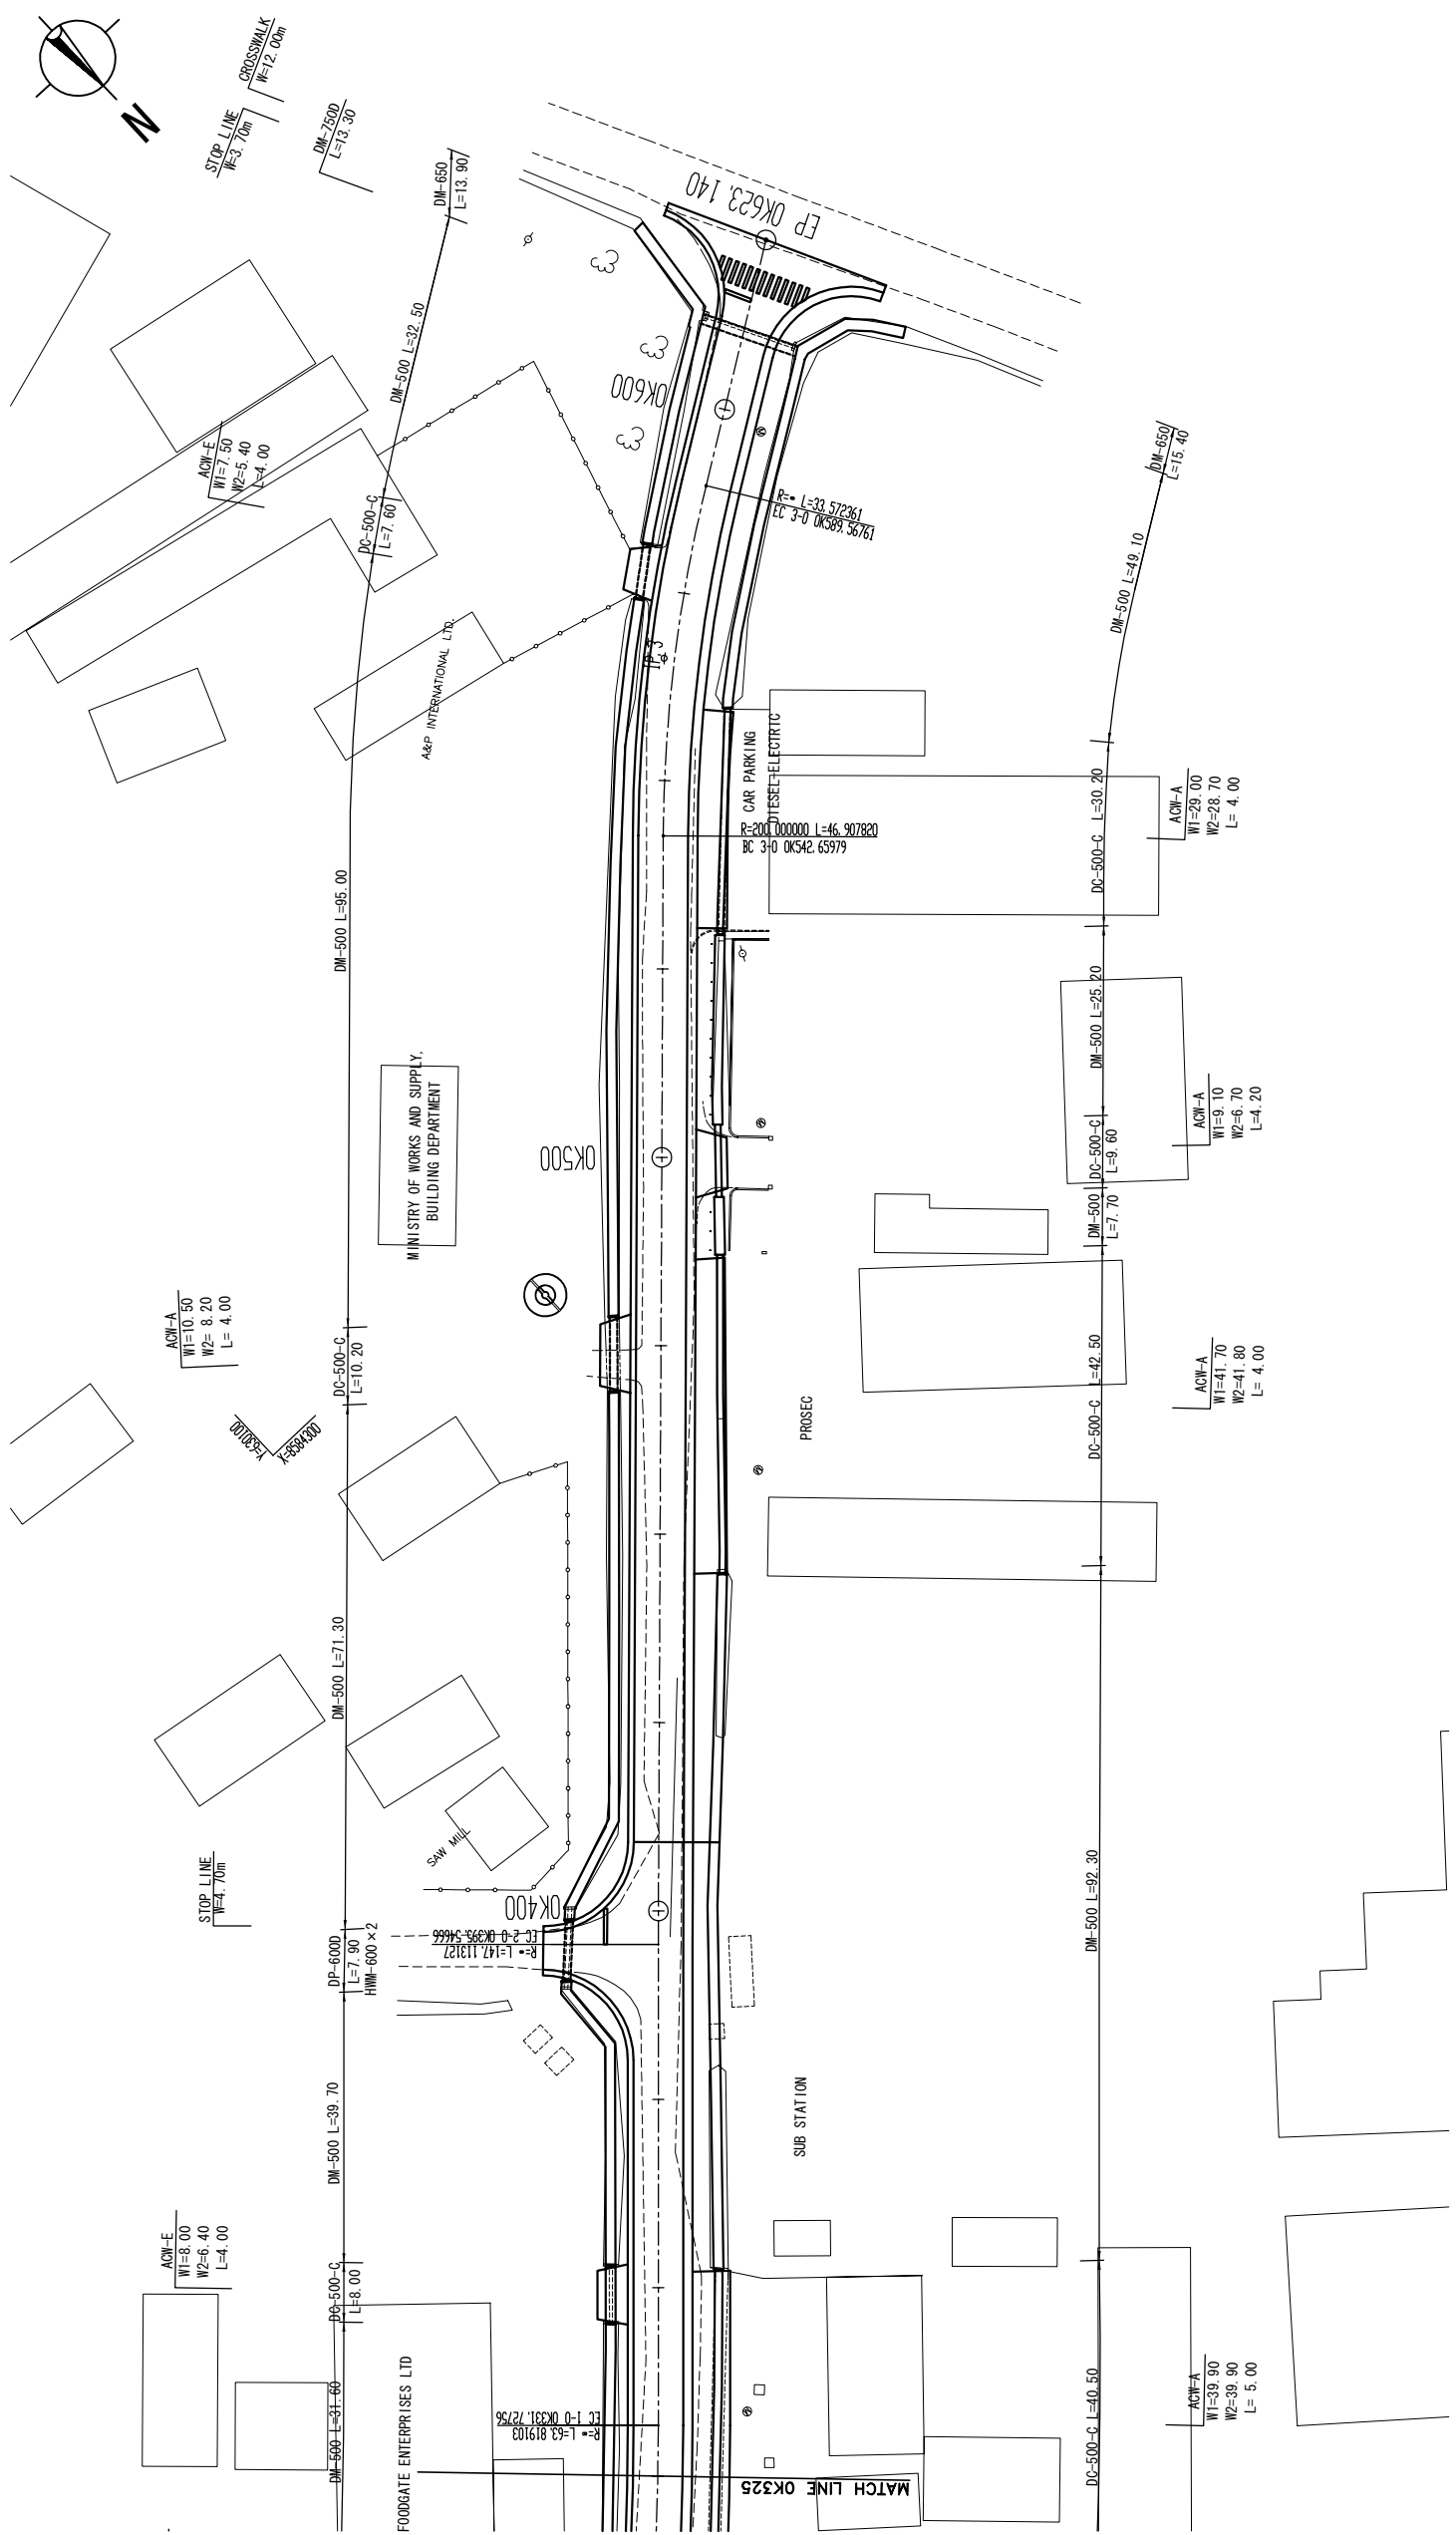 N
CROSSWALK
W=12.00m
STOP LINE
W=3.70m
DM-750D
L=13.30
DM-650
L=13.90
EP 0K623.140
DM-500 L=32.50
0K600
ACW-E
W1=7.50
W2=5.40
L=4.00
DC-500-C
L=7.60
DM-650
L=15.40
R=∞ L=33.572361
EC 3-0 0K589.56761
DM-500 L=49.10
IP.3
A&P INTERNATIONAL LTD.
CAR PARKING
DIESEL-ELECTRIC
R=200.000000 L=46.907820
BC 3-0 0K542.65979
DC-500-C L=30.20
ACW-A
W1=29.00
W2=28.70
L= 4.00
DM-500 L=95.00
DM-500 L=25.20
MINISTRY OF WORKS AND SUPPLY,
BUILDING DEPARTMENT
0K500
DC-500-C
L=9.60
ACW-A
W1=9.10
W2=6.70
L=4.20
DM-500
L=7.70
ACW-A
W1=10.50
W2= 8.20
L= 4.00
DC-500-C
L=10.20
DC-500-C L=42.50
ACW-A
W1=41.70
W2=41.80
L= 4.00
Y=630100
X=8584300
PROSEC
DM-500 L=71.30
SAW MILL
STOP LINE
W=4.70m
0K400
EC 2-0 0K395.54666
R=∞ L=147.113127
DP-600D
L=7.90
HWM-600×2
DM-500 L=92.30
DM-500 L=39.70
SUB STATION
ACW-E
W1=8.00
W2=6.40
L=4.00
DC-500-C
L=8.00
DM-500 L=31.60
FOODGATE ENTERPRISES LTD
EC 1-0 0K331.72756
R=∞ L=63.819103
DC-500-C L=40.50
ACW-A
W1=39.90
W2=39.90
L= 5.00
MATCH LINE 0K325